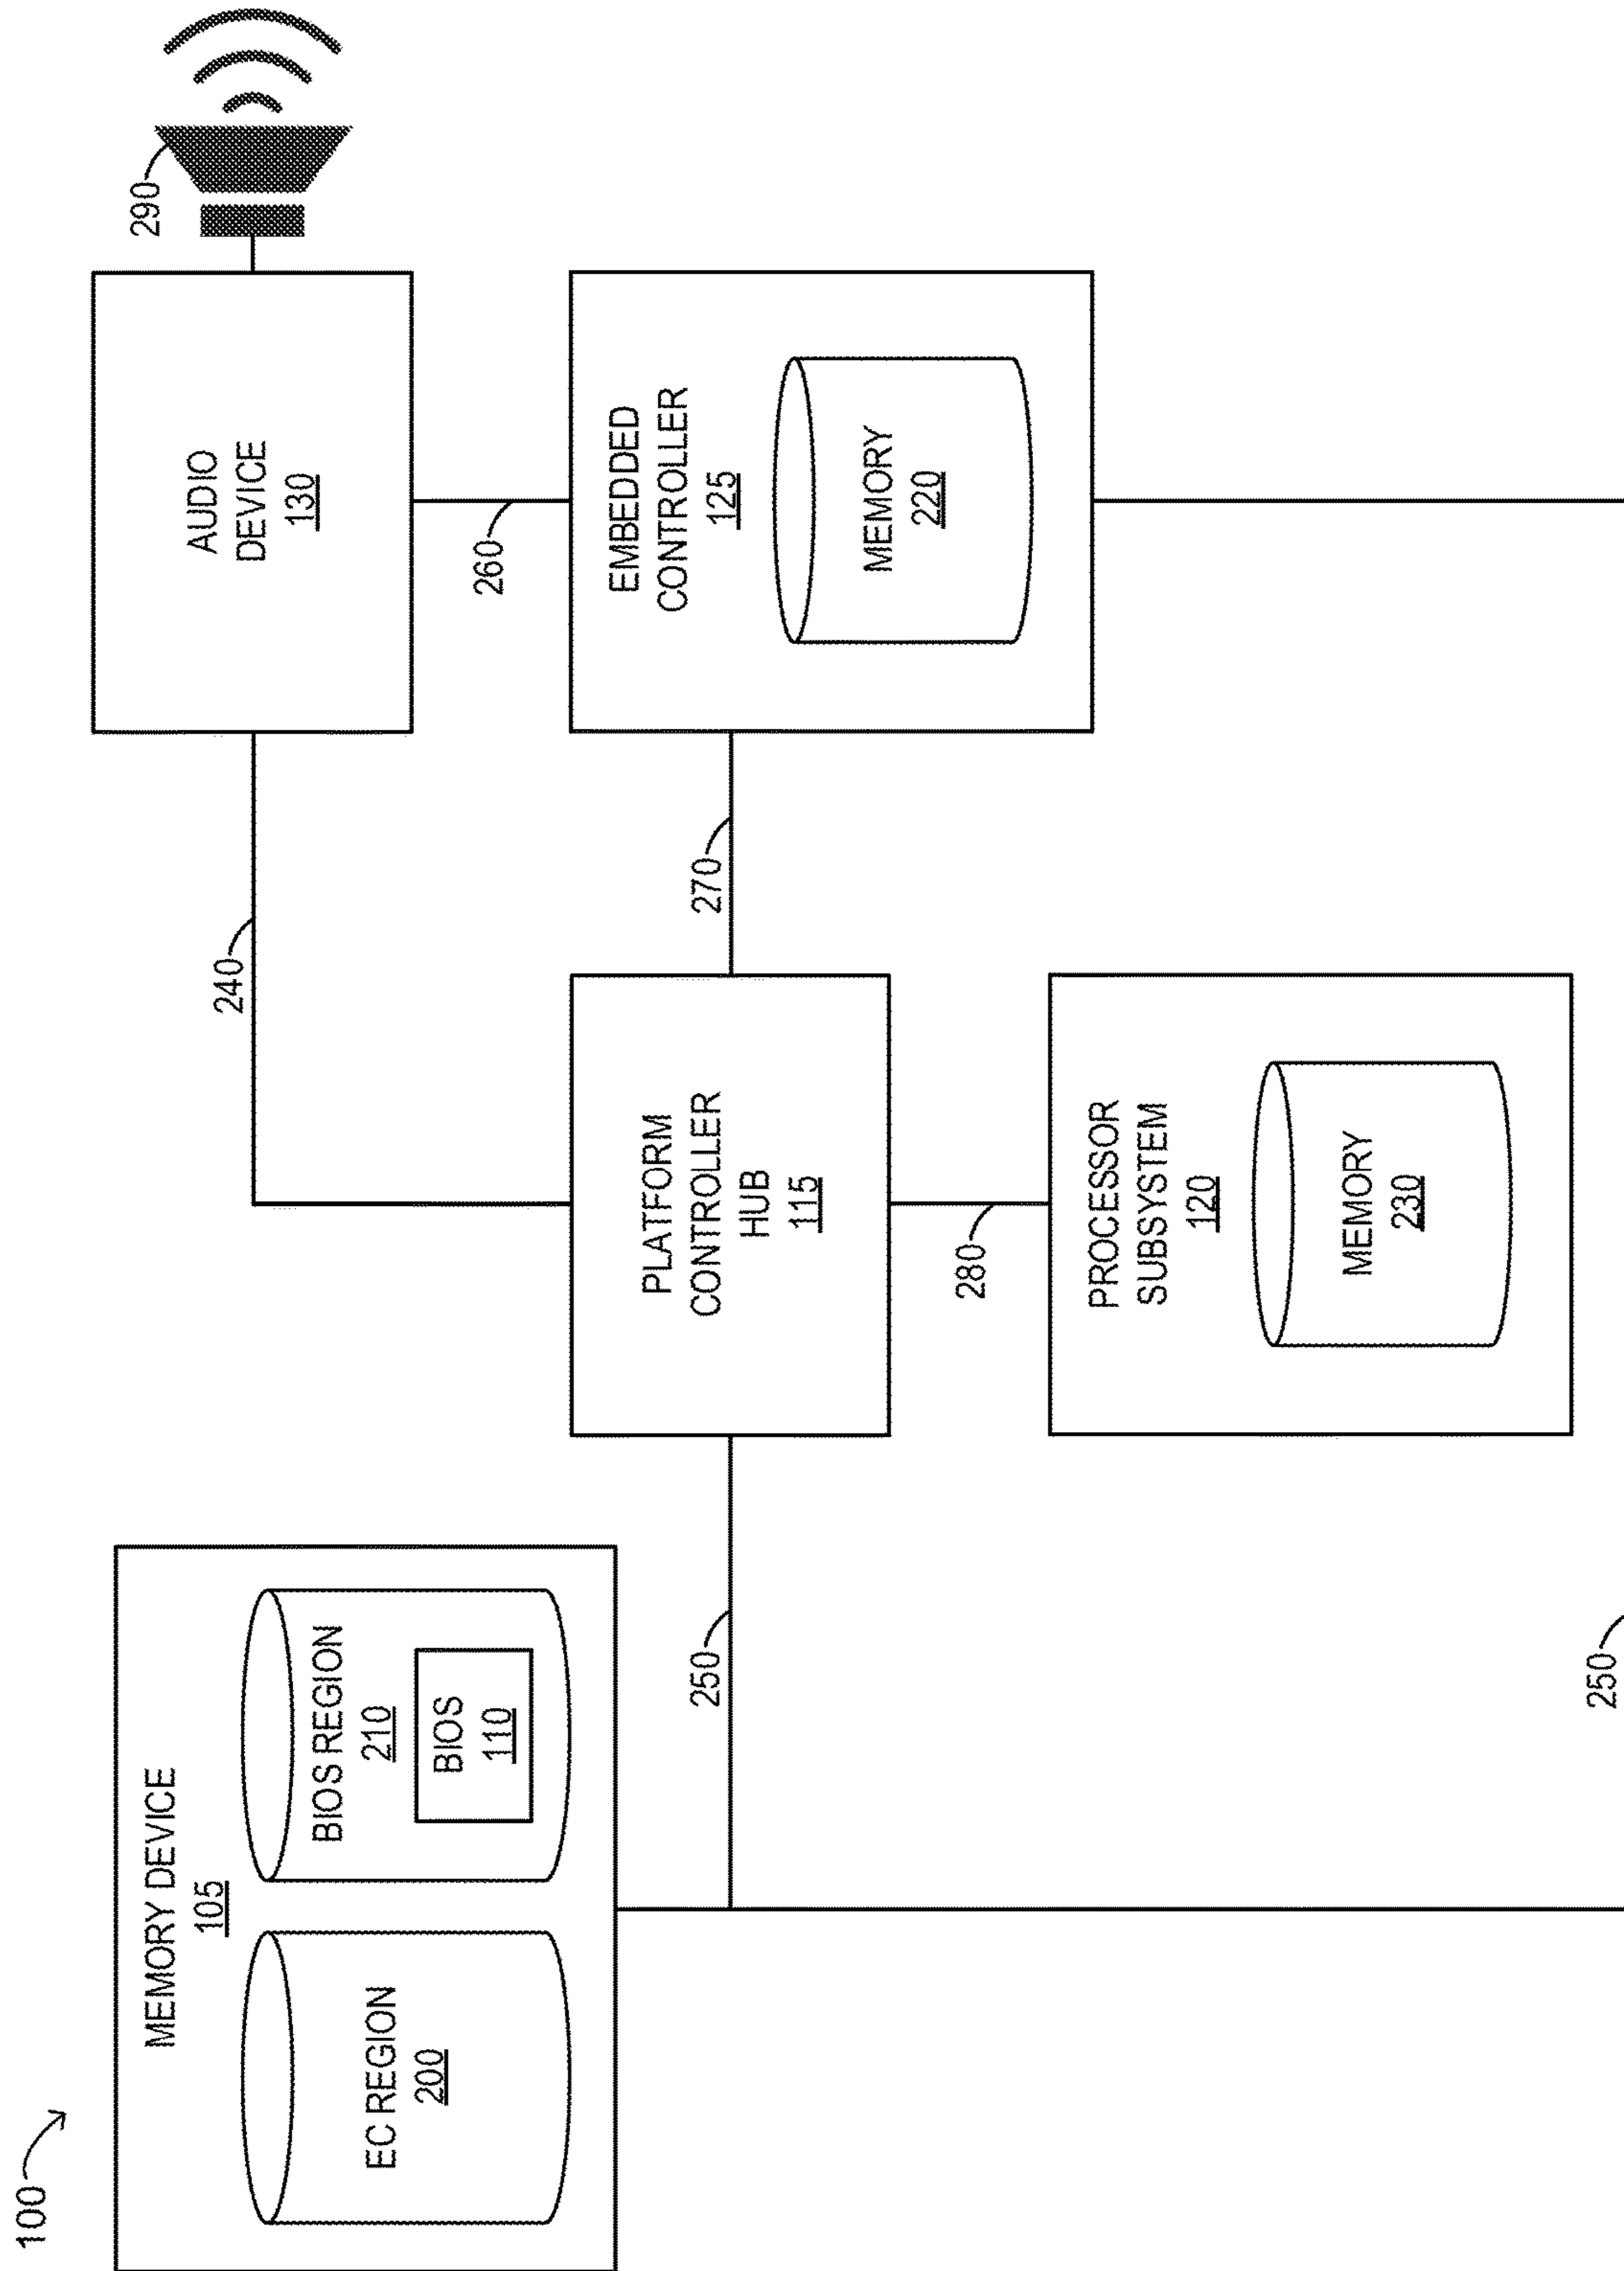 100
MEMORY DEVICE
105
EC REGION
200
BIOS REGION
210
BIOS
110
240
AUDIO
DEVICE
130
290
250
PLATFORM
CONTROLLER
HUB
115
270
260
EMBEDDED
CONTROLLER
125
MEMORY
220
280
PROCESSOR
SUBSYSTEM
120
MEMORY
230
250